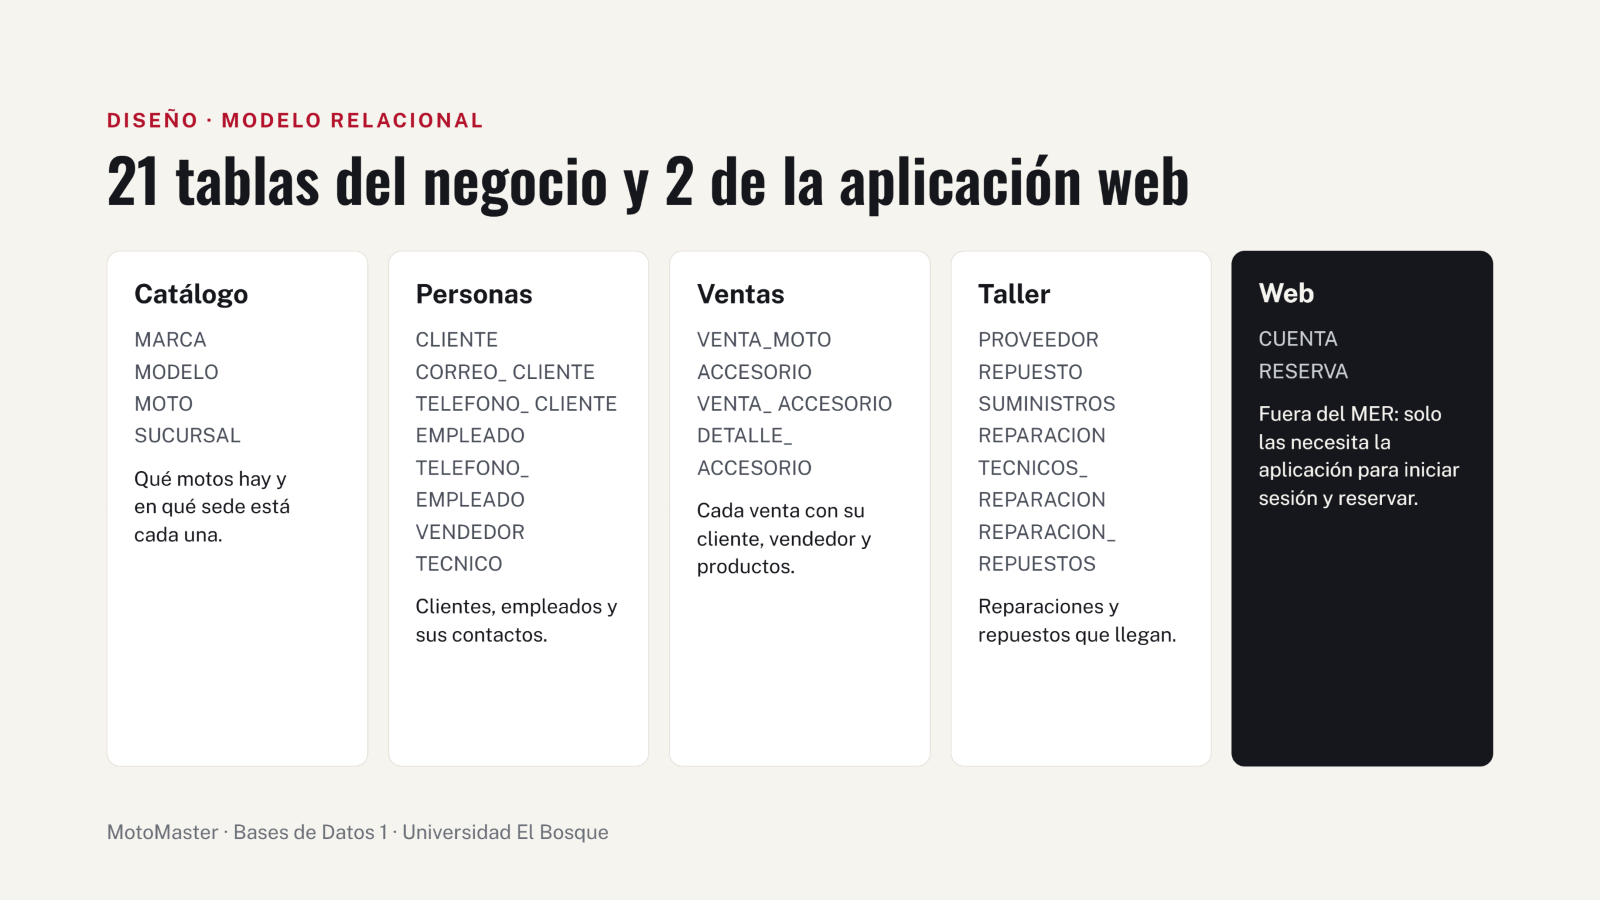 DISEÑO · MODELO RELACIONAL
21 tablas del negocio y 2 de la aplicación web
Catálogo
MARCA
MODELO
MOTO
SUCURSAL
Qué motos hay y
en qué sede está
cada una.
Personas
CLIENTE
CORREO_ CLIENTE
TELEFONO_ CLIENTE
EMPLEADO
TELEFONO_
EMPLEADO
VENDEDOR
TECNICO
Clientes, empleados y
sus contactos.
Ventas
VENTA_MOTO
ACCESORIO
VENTA_ ACCESORIO
DETALLE_
ACCESORIO
Cada venta con su
cliente, vendedor y
productos.
Taller
PROVEEDOR
REPUESTO
SUMINISTROS
REPARACION
TECNICOS_
REPARACION
REPARACION_
REPUESTOS
Reparaciones y
repuestos que llegan.
Web
CUENTA
RESERVA
Fuera del MER: solo
las necesita la
aplicación para iniciar
sesión y reservar.
MotoMaster · Bases de Datos 1 · Universidad El Bosque